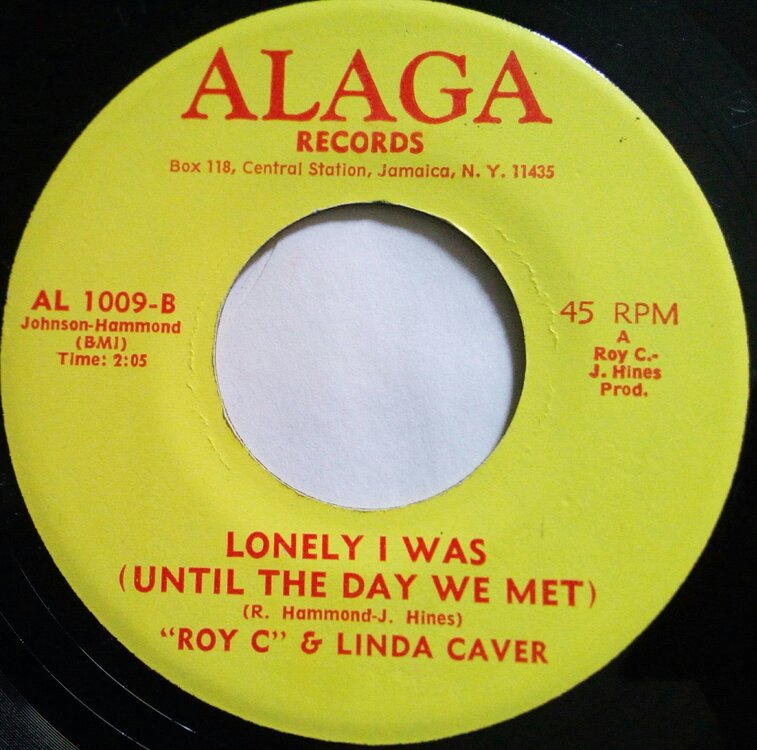 ALAGA
RECORDS
Box 118, Central Station, Jamaica, N. Y. 11435
AL 1009-B
Johnson-Hammond
(BMI)
Time: 2:05
45 RPM
A
Roy C.-
J. Hines
Prod.
LONELY I WAS
(UNTIL THE DAY WE MET)
(R. Hammond-J. Hines)
“ROY C” & LINDA CAVER